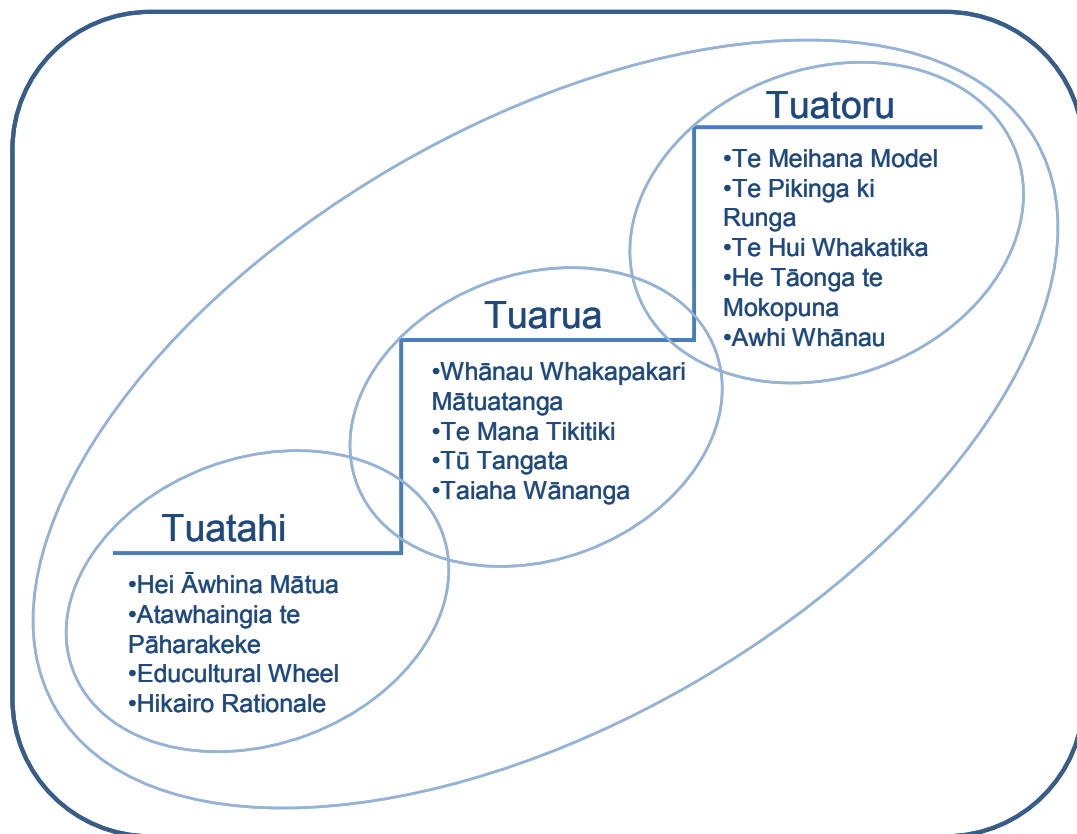 Tuatoru
•Te Meihana Model
•Te Pikinga ki
Runga
•Te Hui Whakatika
•He Tāonga te
Mokopuna
•Awhi Whānau
Tuarua
•Whānau Whakapakari
Mātuatanga
•Te Mana Tikitiki
•Tū Tangata
•Taiaha Wānanga
Tuatahi
•Hei Āwhina Mātua
•Atawhaingia te
Pāharakeke
•Educultural Wheel
•Hikairo Rationale